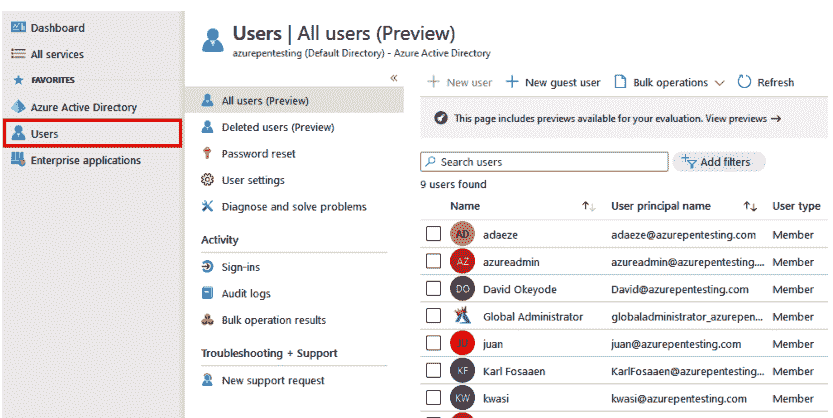 Dashboard
All services
FAVORITES
Azure Active Directory
Users
Enterprise applications
Users | All users (Preview)
azurepentesting (Default Directory) - Azure Active Directory
«
All users (Preview)
Deleted users (Preview)
Password reset
User settings
Diagnose and solve problems
Activity
Sign-ins
Audit logs
Bulk operation results
Troubleshooting + Support
New support request
+ New user + New guest user Bulk operations Refresh
This page includes previews available for your evaluation. View previews →
Search users Add filters
9 users found
Name User principal name User type
AD adaeze adaeze@azurepentesting.com Member
AZ azureadmin azureadmin@azurepentesting.... Member
DO David Okeyode David@azurepentesting.com Member
Global Administrator globaladministrator_azurepen... Member
JU juan juan@azurepentesting.com Member
KF Karl Fosaaen KarlFosaaen@azurepentesting... Member
KW kwasi kwasi@azurepentesting.com Member